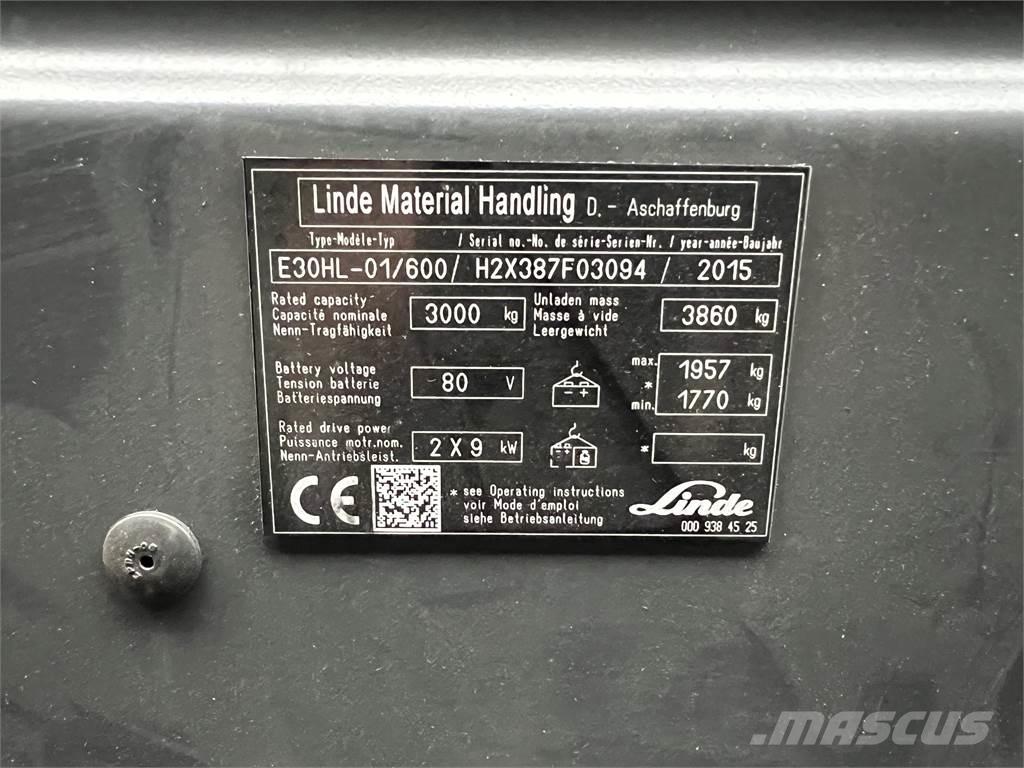 Linde Material Handling D.- Aschaffenburg
Type-Modèle-Typ / Serial no.-No. de série-Serien-Nr. / year-année-Baujahr
E30HL-01/600/ H2X387F03094 / 2015
Rated capacity
Capacité nominale
Nenn-Tragfähigkeit
3000 kg
Unladen mass
Masse à vide
Leergewicht
3860 kg
Battery voltage
Tension batterie
Batteriespannung
80 V
- +
max. 1957 kg
*
min. 1770 kg
Rated drive power
Puissance motr.nom.
Nenn-Antriebsleist.
2 X 9 kW
- +
* kg
CE
* see Operating instructions
voir Mode d'emploi
siehe Betriebsanleitung
Linde
000 938 45 25
MASCUS